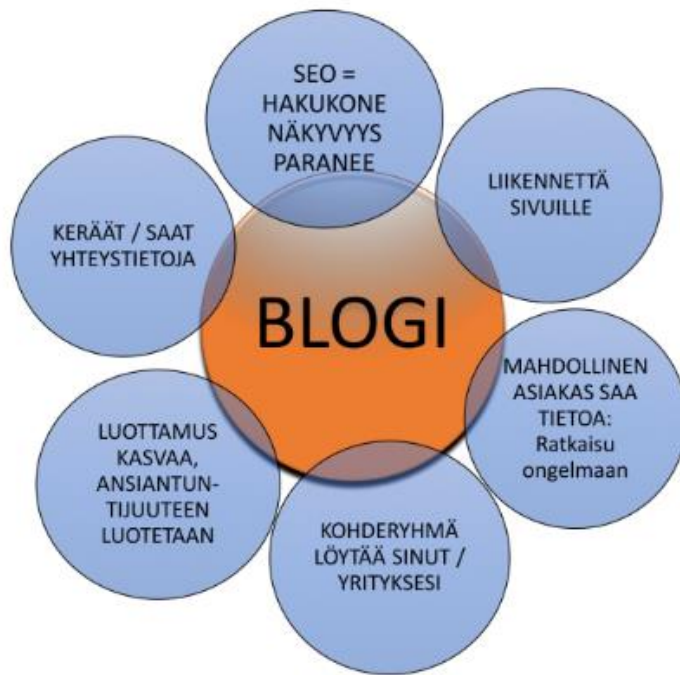 SEO =
HAKUKONE
NÄKYVYYS
PARANEE
LIIKENNETTÄ
SIVUILLE
MAHDOLLINEN
ASIAKAS SAA
TIETOA:
Ratkaisu
ongelmaan
KOHDERYHMÄ
LÖYTÄÄ SINUT /
YRITYKSESI
LUOTTAMUS
KASVAA,
ANSIANTUN-
TIJUUTEEN
LUOTETAAN
KERÄÄT / SAAT
YHTEYSTIETOJA
BLOGI